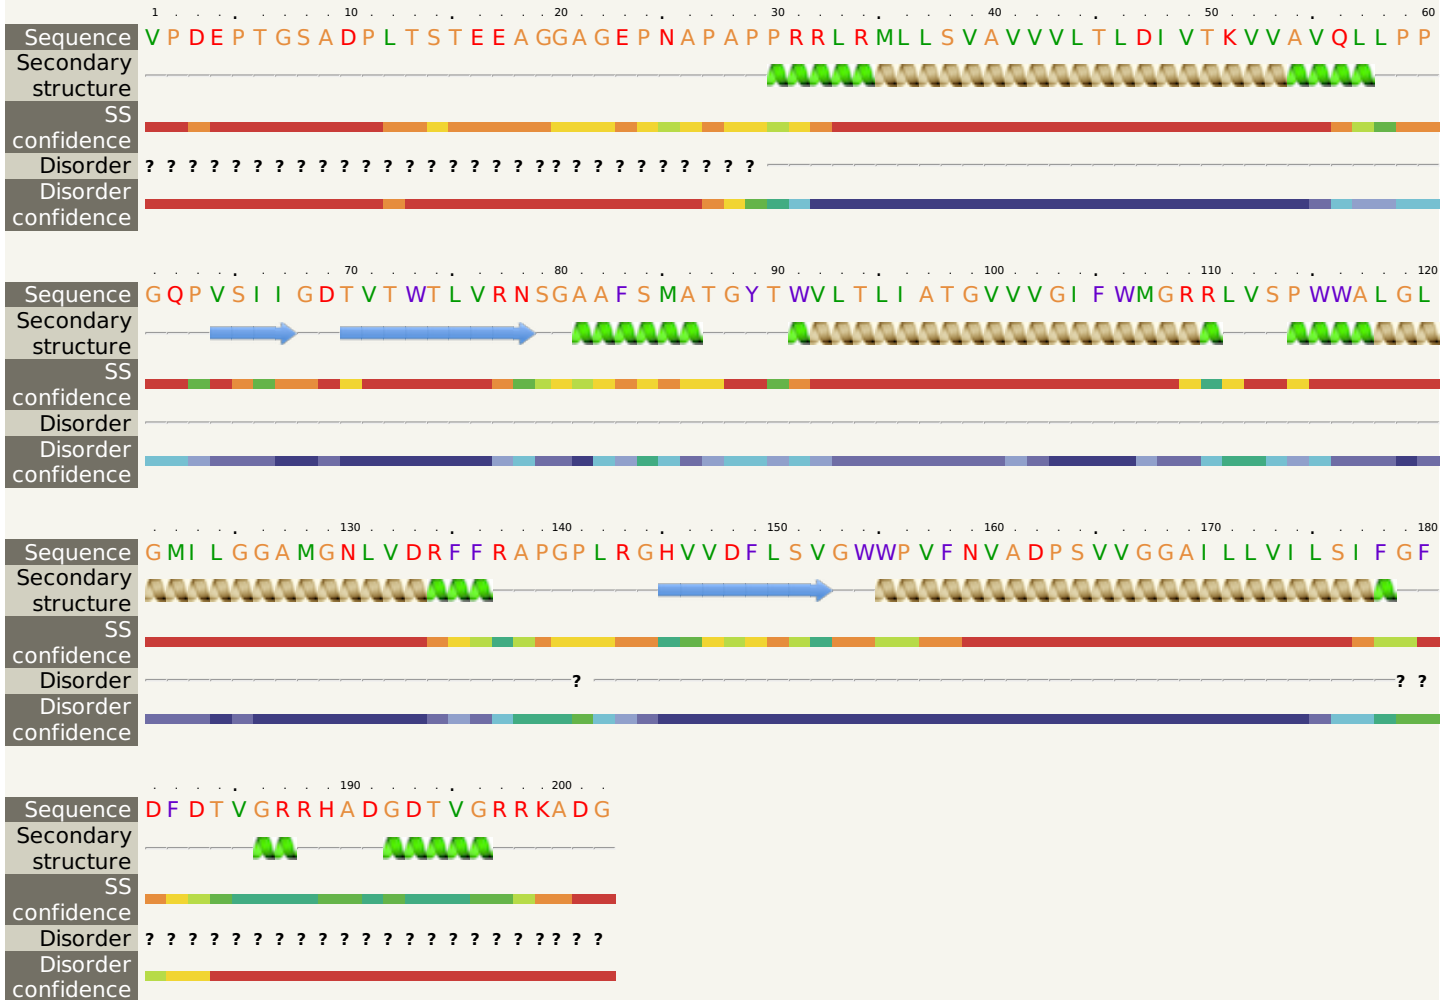 1 . . . . 10 . . . . 20 . . . . 30 . . . . 40 . . . . 50 . . . . 60
Sequence V P D E P T G S A D P L T S T E E A G G A G E P N A P A P P R R L R M L L S V A V V V L T L D I V T K V V A V Q L L P P
Secondary structure
SS confidence
Disorder ? ? ? ? ? ? ? ? ? ? ? ? ? ? ? ? ? ? ? ? ? ? ? ? ? ? ? ? ?
Disorder confidence
. . . . 70 . . . . 80 . . . . 90 . . . . 100 . . . . 110 . . . . 120
Sequence G Q P V S I I G D T V T W T L V R N S G A A F S M A T G Y T W V L T L I A T G V V V G I F W M G R R L V S P W W A L G L
Secondary structure
SS confidence
Disorder
Disorder confidence
. . . . 130 . . . . 140 . . . . 150 . . . . 160 . . . . 170 . . . . 180
Sequence G M I L G G A M G N L V D R F F R A P G P L R G H V V D F L S V G W W P V F N V A D P S V V G G A I L L V I L S I F G F
Secondary structure
SS confidence
Disorder ? ? ?
Disorder confidence
. . . . 190 . . . . 200 . .
Sequence D F D T V G R R H A D G D T V G R R K A D G
Secondary structure
SS confidence
Disorder ? ? ? ? ? ? ? ? ? ? ? ? ? ? ? ? ? ? ? ? ? ?
Disorder confidence